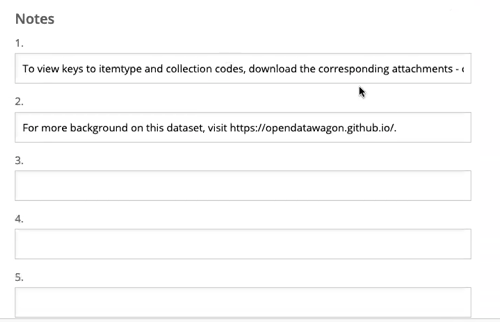 Notes
1.
To view keys to itemtype and collection codes, download the corresponding attachments -
2.
For more background on this dataset, visit https://opendatawagon.github.io/.
3.
4.
5.